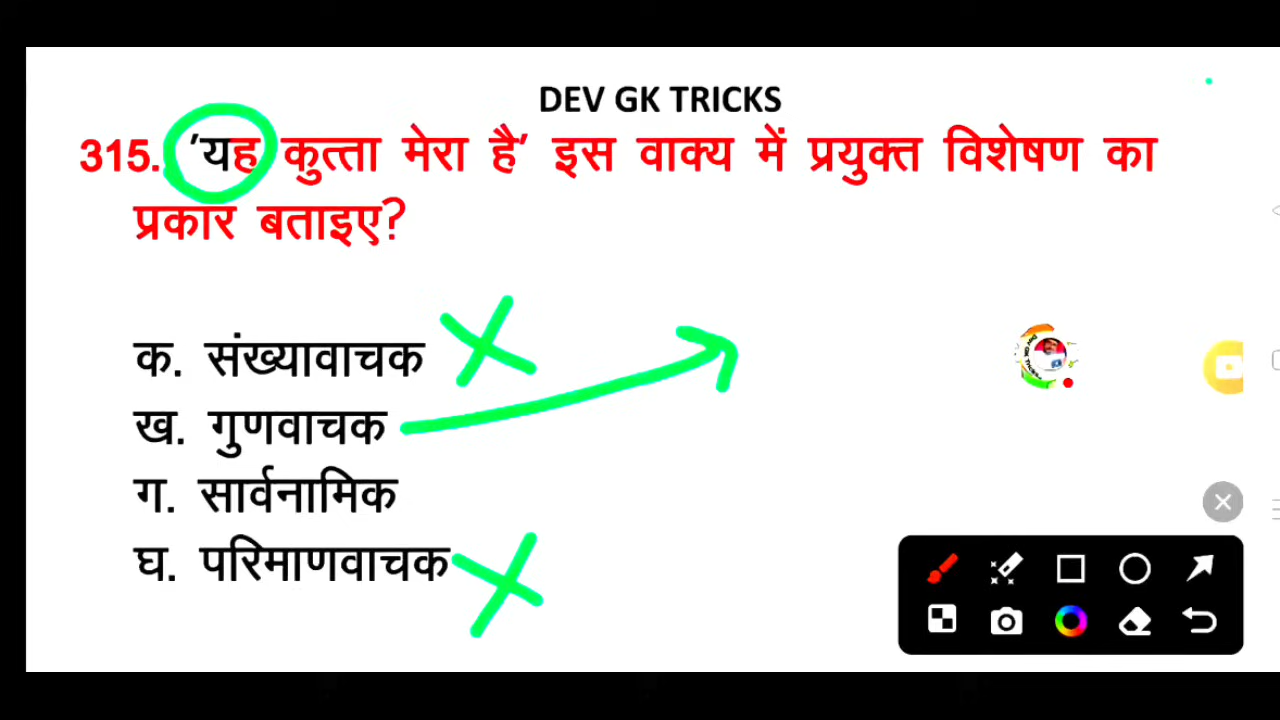 DEV GK TRICKS
315. 'यह कुत्ता मेरा है' इस वाक्य में प्रयुक्त विशेषण का
प्रकार बताइए?
क. संख्यावाचक
ख. गुणवाचक
ग. सार्वनामिक
घ. परिमाणवाचक